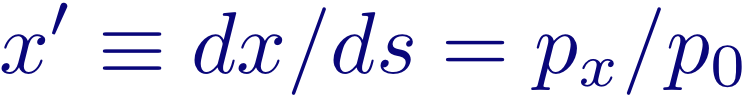 x′ ≡ dx/ds = pₓ/p₀